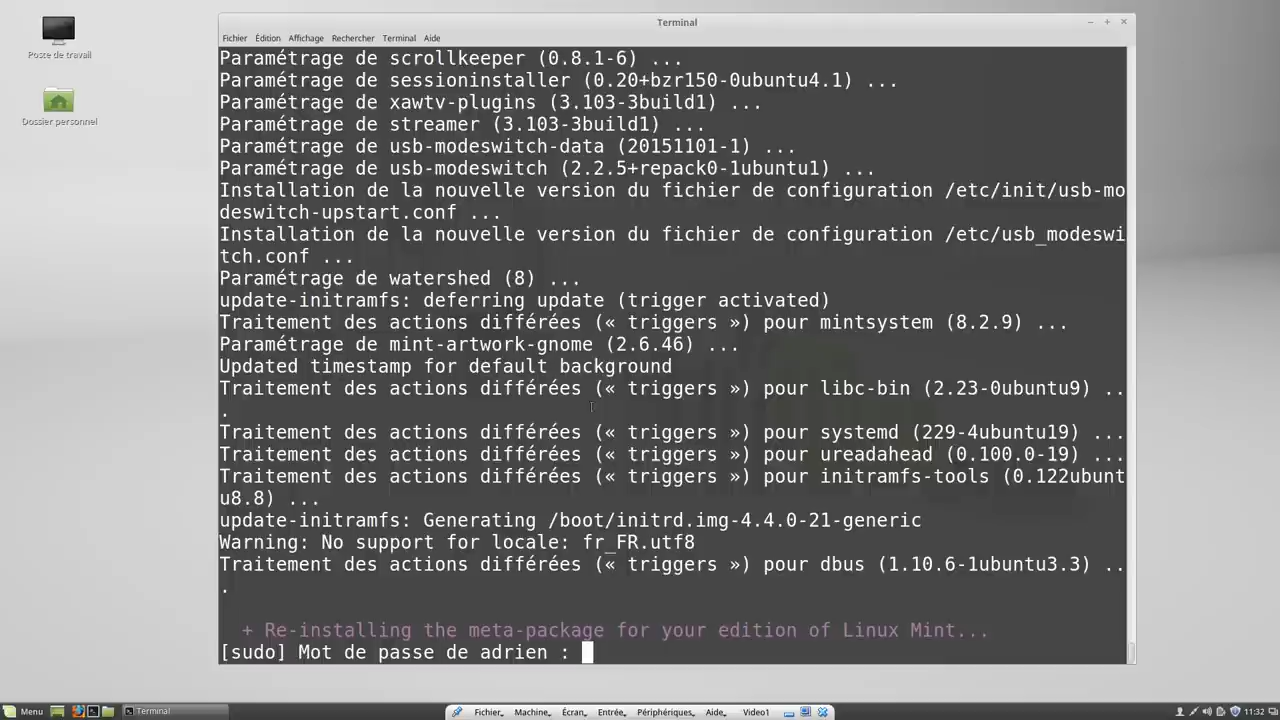 Terminal
Poste de travail
Dossier personnel
Fichier Édition Affichage Rechercher Terminal Aide
Paramétrage de scrollkeeper (0.8.1-6) ...
Paramétrage de sessioninstaller (0.20+bzr150-0ubuntu4.1) ...
Paramétrage de xawtv-plugins (3.103-3build1) ...
Paramétrage de streamer (3.103-3build1) ...
Paramétrage de usb-modeswitch-data (20151101-1) ...
Paramétrage de usb-modeswitch (2.2.5+repack0-1ubuntu1) ...
Installation de la nouvelle version du fichier de configuration /etc/init/usb-mo
deswitch-upstart.conf ...
Installation de la nouvelle version du fichier de configuration /etc/usb_modeswi
tch.conf ...
Paramétrage de watershed (8) ...
update-initramfs: deferring update (trigger activated)
Traitement des actions différées (« triggers ») pour mintsystem (8.2.9) ...
Paramétrage de mint-artwork-gnome (2.6.46) ...
Updated timestamp for default background
Traitement des actions différées (« triggers ») pour libc-bin (2.23-0ubuntu9) ..
.
Traitement des actions différées (« triggers ») pour systemd (229-4ubuntu19) ...
Traitement des actions différées (« triggers ») pour ureadahead (0.100.0-19) ...
Traitement des actions différées (« triggers ») pour initramfs-tools (0.122ubunt
u8.8) ...
update-initramfs: Generating /boot/initrd.img-4.4.0-21-generic
Warning: No support for locale: fr_FR.utf8
Traitement des actions différées (« triggers ») pour dbus (1.10.6-1ubuntu3.3) ..
.
+ Re-installing the meta-package for your edition of Linux Mint...
[sudo] Mot de passe de adrien :
Menu Terminal Fichier Machine Écran Entrée Périphériques Aide Video1 11:32